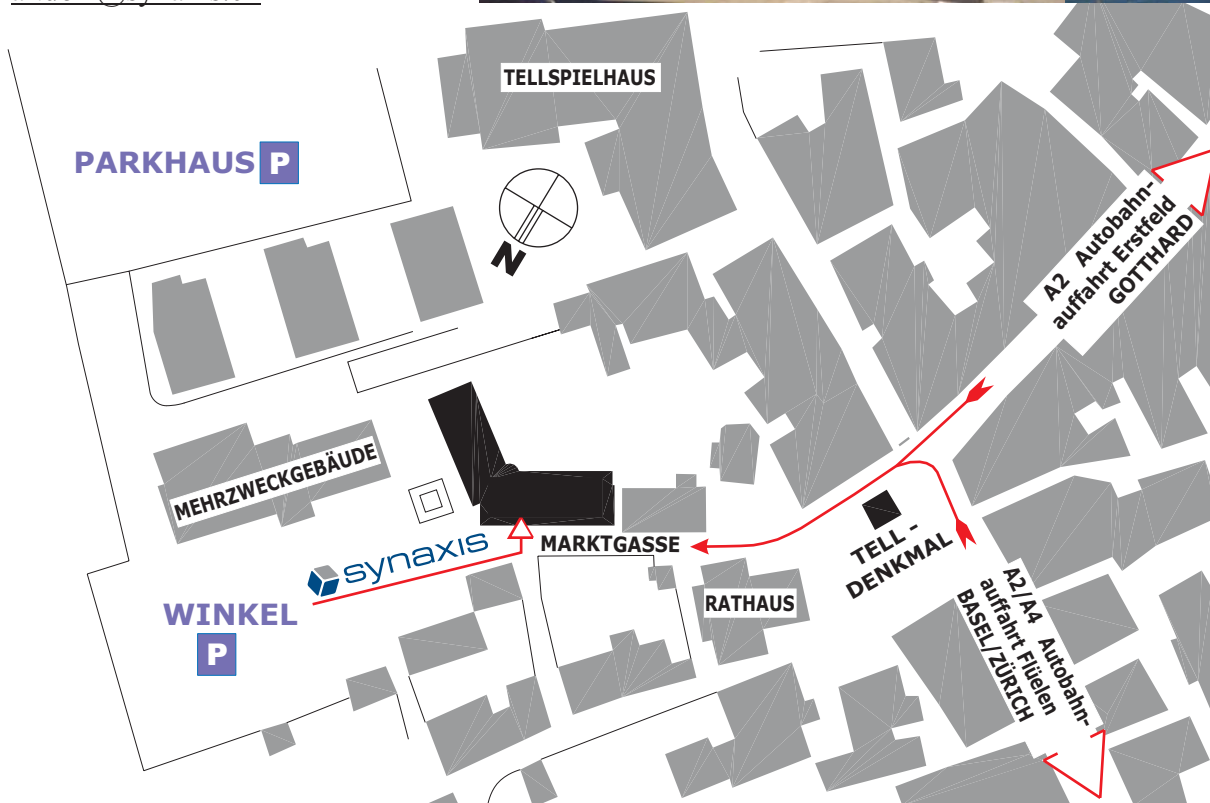 TELLSPIELHAUS
PARKHAUS P
N
A2 Autobahn-
auffahrt Erstfeld
GOTTHARD
MEHRZWECKGEBÄUDE
synaxis
MARKTGASSE
TELL -
DENKMAL
RATHAUS
WINKEL
P
A2/A4 Autobahn-
auffahrt Flüelen
BASEL/ZÜRICH